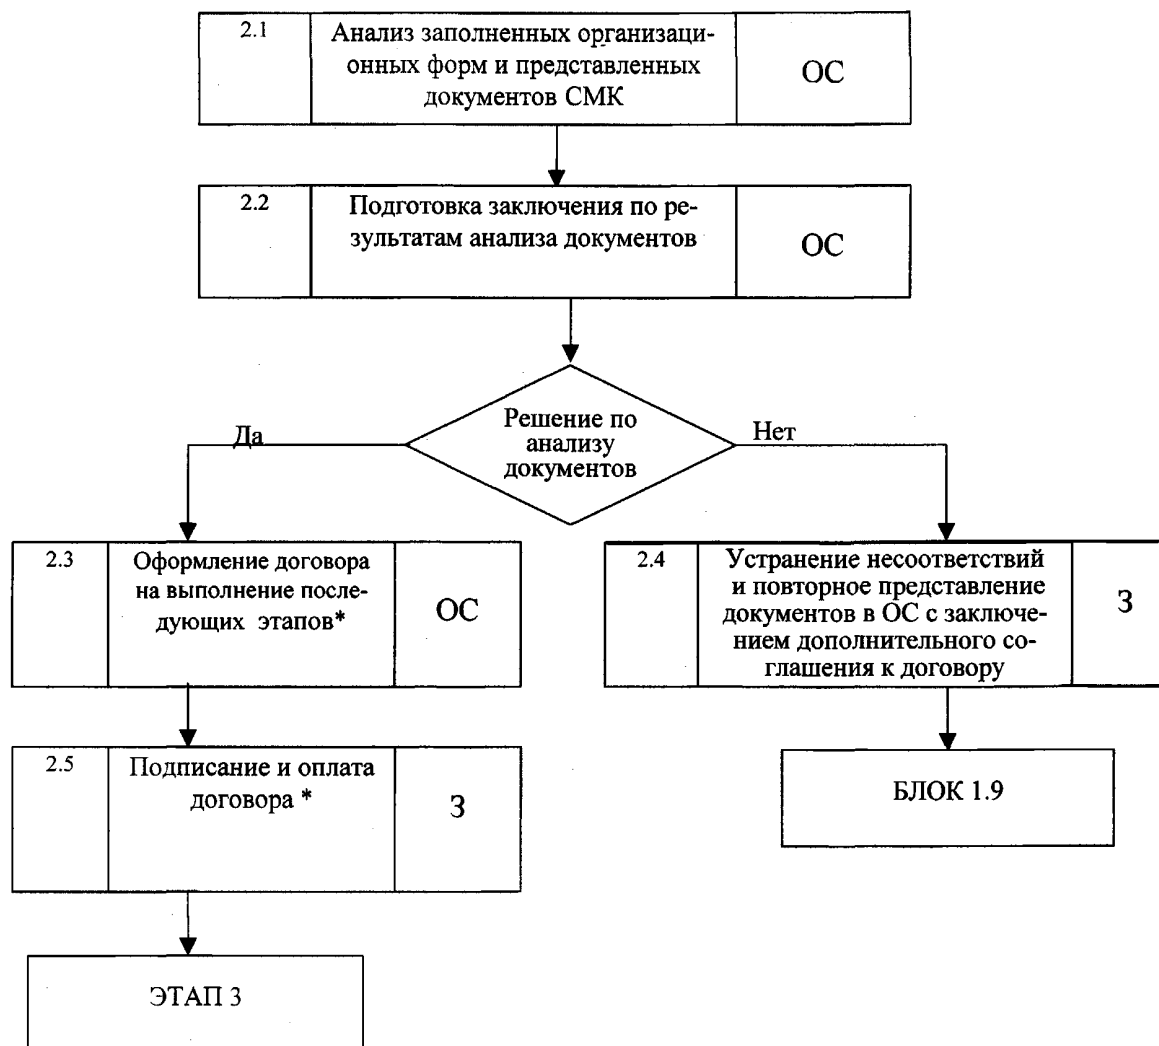 2.1
Анализ заполненных организаци-
онных форм и представленных
документов СМК
ОС
2.2
Подготовка заключения по ре-
зультатам анализа документов
ОС
Решение по
анализу
документов
Да
Нет
2.3
Оформление договора
на выполнение после-
дующих этапов*
ОС
2.4
Устранение несоответствий
и повторное представление
документов в ОС с заключе-
нием дополнительного со-
глашения к договору
З
2.5
Подписание и оплата
договора *
З
БЛОК 1.9
ЭТАП 3